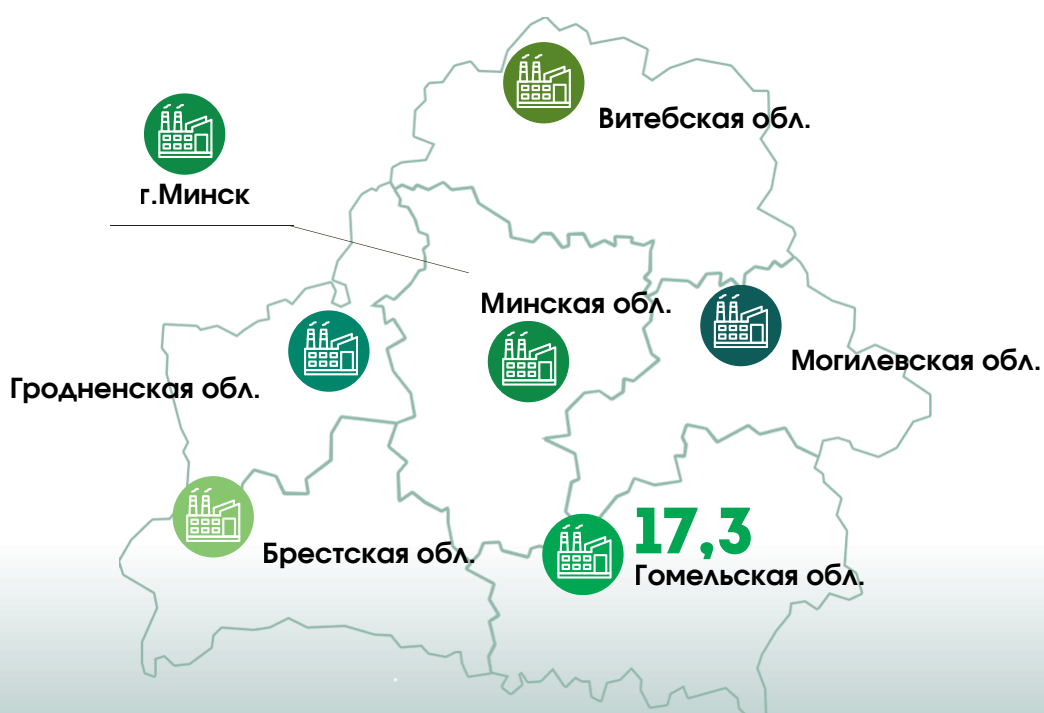 Витебская обл.
г.Минск
Минская обл.
Могилевская обл.
Гродненская обл.
17,3
Гомельская обл.
Брестская обл.